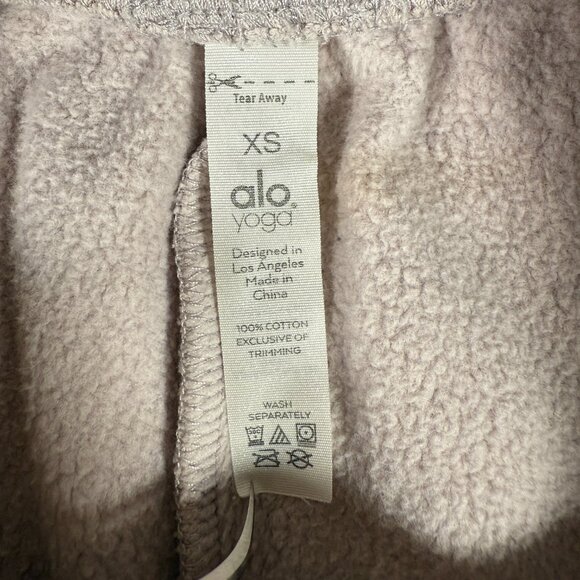 Tear Away
XS
alo.
yoga
Designed in
Los Angeles
Made in
China
100% COTTON
EXCLUSIVE OF
TRIMMING
WASH
SEPARATELY